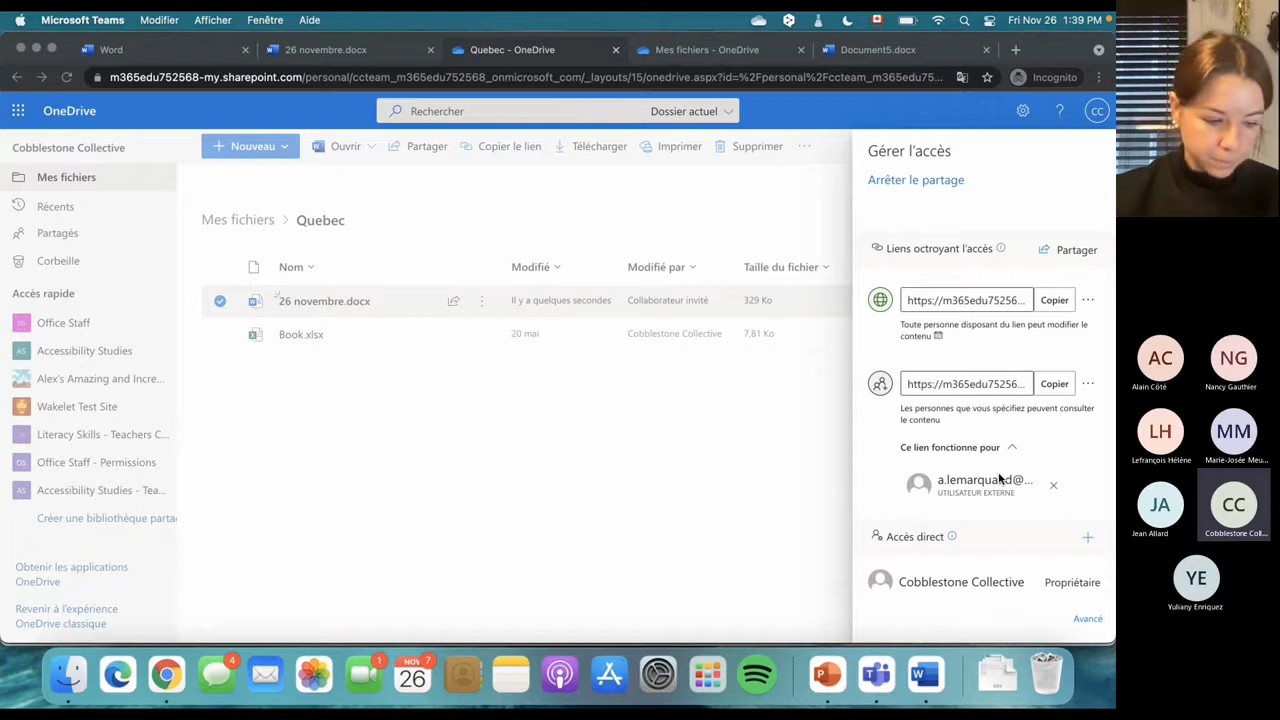 Microsoft Teams Modifier Afficher Fenêtre Aide Fri Nov 26 1:39 PM
Word
26 novembre.docx
Quebec - OneDrive
Mes fichiers - OneDrive
Document5.docx
m365edu752568-my.sharepoint.com/personal/ccteam_m365edu752568_onmicrosoft_com/_layouts/15/onedrive.aspx?id=%2Fpersonal%2Fccteam_m365edu75...
Incognito
OneDrive
Rechercher
Dossier actuel
CC
Cobblestone Collective
Mes fichiers
Récents
Partagés
Corbeille
Accès rapide
OS Office Staff
AS Accessibility Studies
Alex's Amazing and Incre...
Wakelet Test Site
Literacy Skills - Teachers C...
Office Staff - Permissions
Accessibility Studies - Tea...
Créer une bibliothèque parta
Obtenir les applications
OneDrive
Revenir à l'expérience
OneDrive classique
Nouveau
Ouvrir
Partager
Copier le lien
Télécharger
Imprimer
Supprimer
Mes fichiers > Quebec
Nom Modifié Modifié par Taille du fichier
26 novembre.docx Il y a quelques secondes Collaborateur invité 329 Ko
Book.xlsx 20 mai Cobblestone Collective 7,81 Ko
Gérer l'accès
Arrêter le partage
Liens octroyant l'accès
Partager
https://m365edu75256... Copier
Toute personne disposant du lien peut modifier le
contenu
https://m365edu75256... Copier
Les personnes que vous spécifiez peuvent consulter
le contenu
Ce lien fonctionne pour
UTILISATEUR EXTERNE
Accès direct
Cobblestone Collective Propriétaire
Avancé
4
1
NOV
26
7
AC
Alain Côté
NG
Nancy Gauthier
LH
Lefrançois Hélène
MM
Marie-Josée Meu...
JA
Jean Allard
CC
Cobblestone Coll...
YE
Yuliany Enriquez